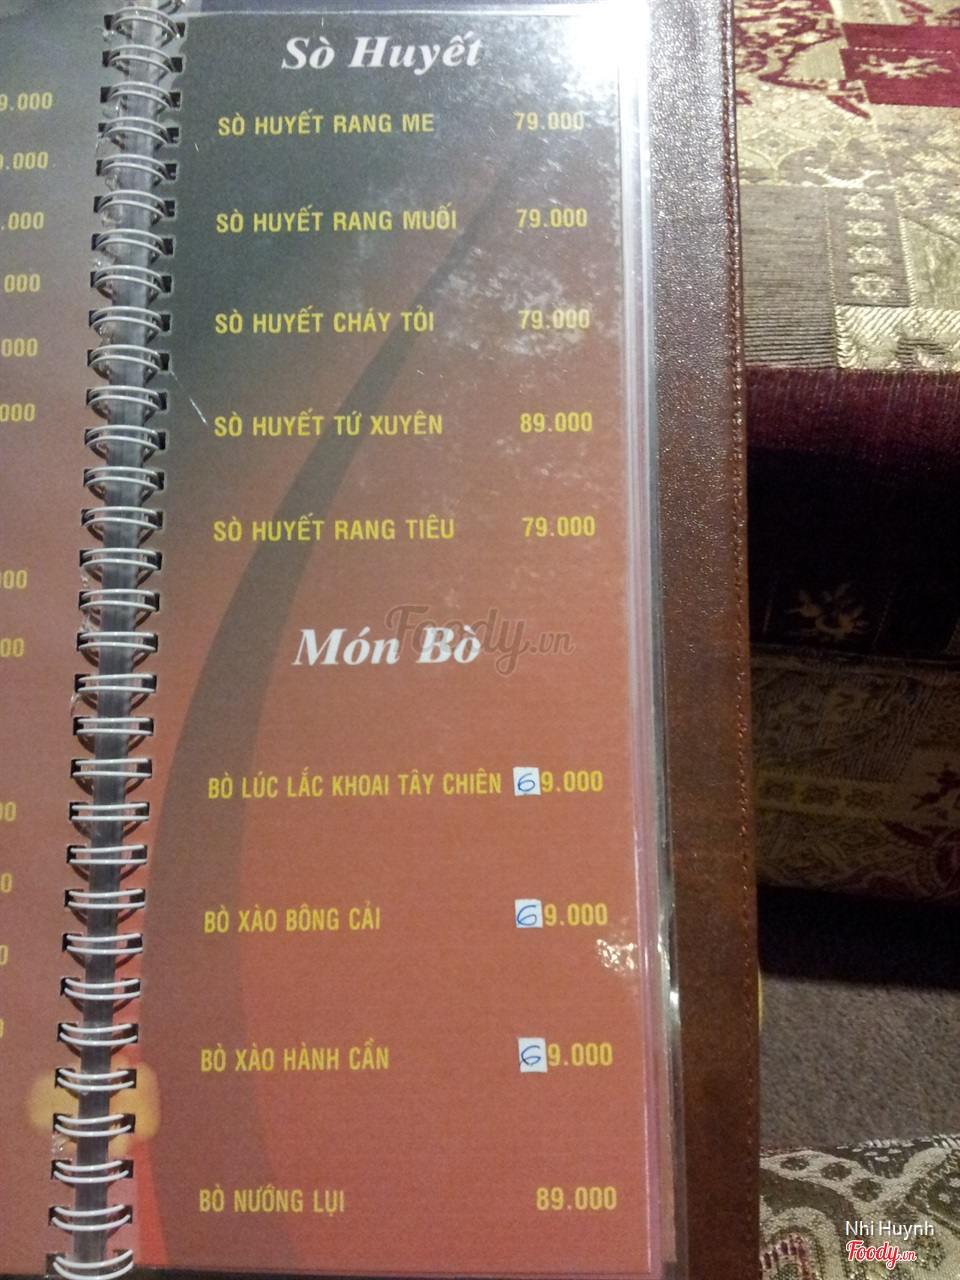 Sò Huyết
SÒ HUYẾT RANG ME 79.000
SÒ HUYẾT RANG MUỐI 79.000
SÒ HUYẾT CHÁY TỎI 79.000
SÒ HUYẾT TỨ XUYÊN 89.000
SÒ HUYẾT RANG TIÊU 79.000
Foody.vn
Món Bò
BÒ LÚC LẮC KHOAI TÂY CHIÊN 69.000
BÒ XÀO BÔNG CẢI 69.000
BÒ XÀO HÀNH CẦN 69.000
BÒ NƯỚNG LỤI 89.000
Nhi Huynh
Foody.vn